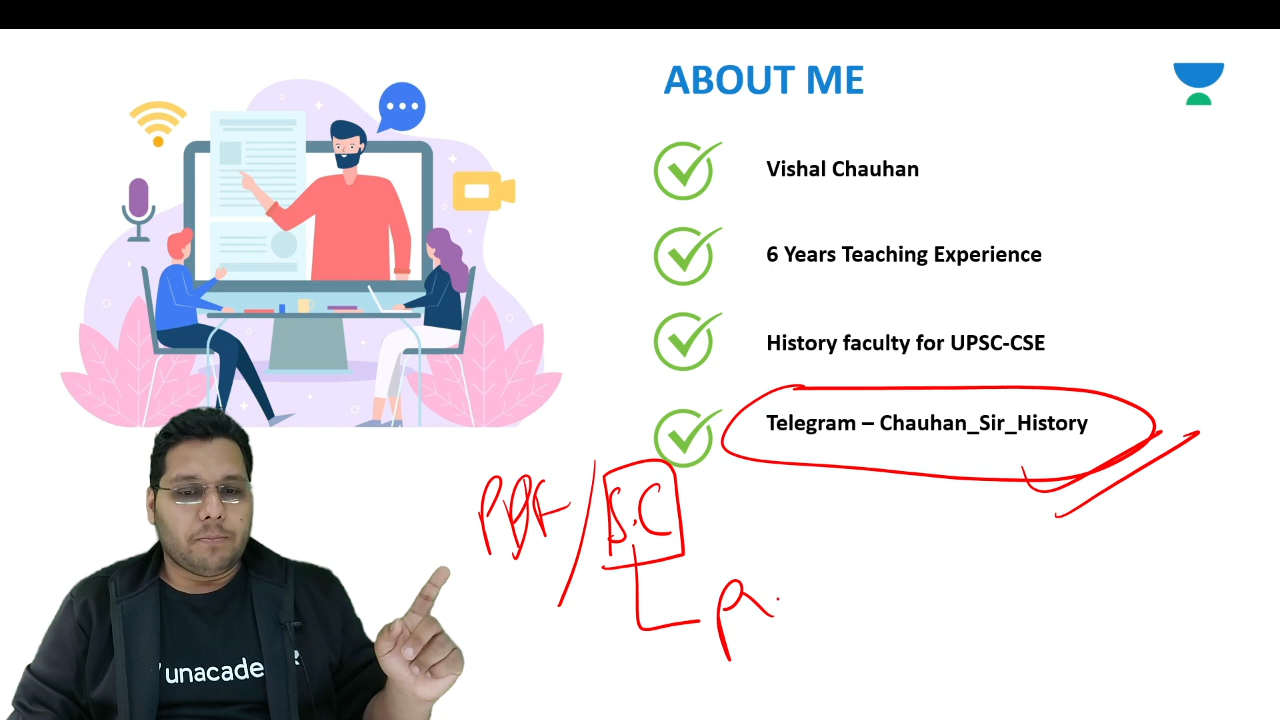 ABOUT ME
Vishal Chauhan
6 Years Teaching Experience
History faculty for UPSC-CSE
Telegram – Chauhan_Sir_History
PDF / S.C
unacade